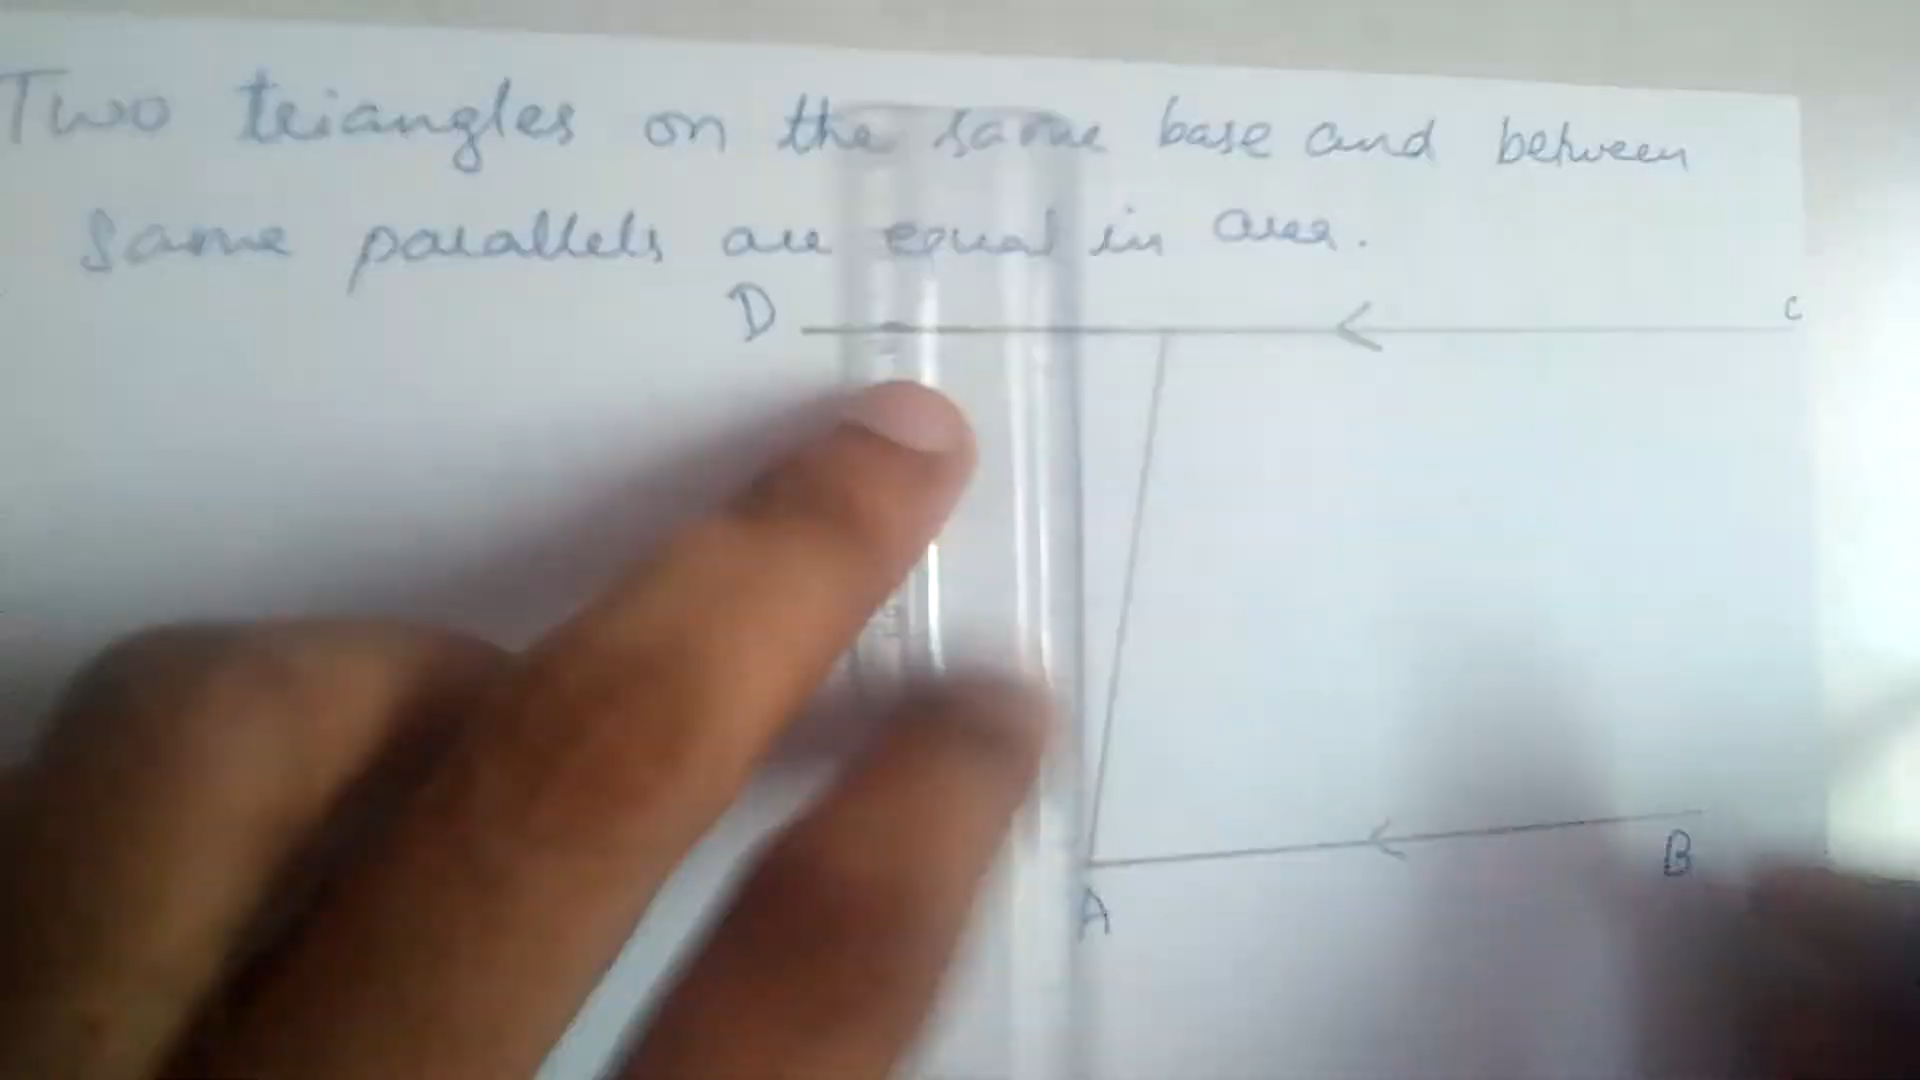 Two triangles on the same base and between
same parallels are equal in area.
D
C
B
A